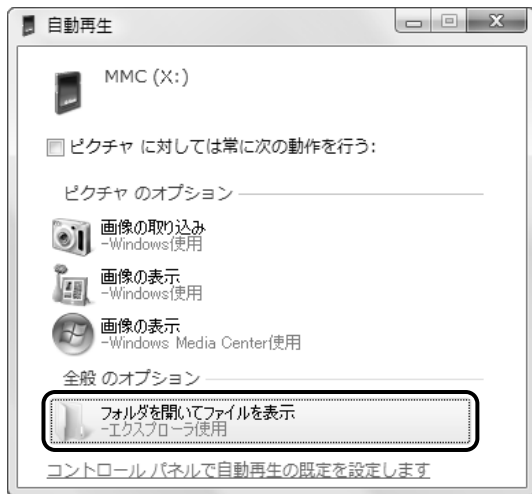 自動再生
MMC (X:)
ピクチャ に対しては常に次の動作を行う:
ピクチャ のオプション
画像の取り込み
-Windows使用
画像の表示
-Windows使用
画像の表示
-Windows Media Center使用
全般 のオプション
フォルダを開いてファイルを表示
-エクスプローラ使用
コントロール パネルで自動再生の既定を設定します